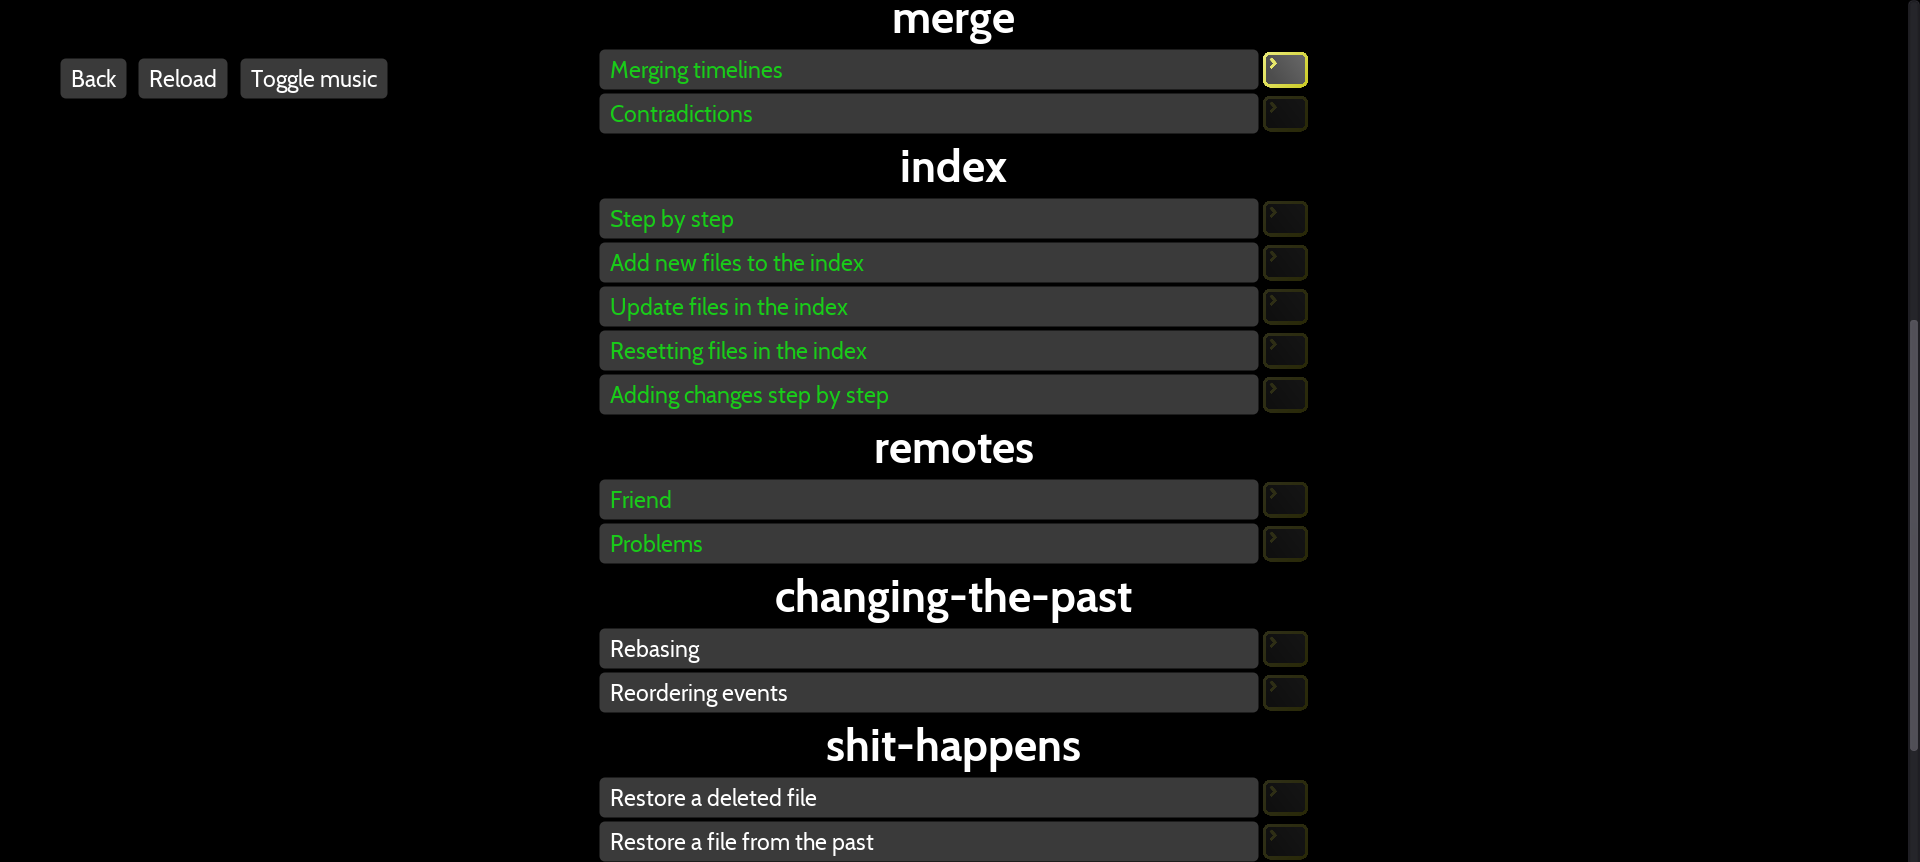 merge
Back
Reload
Toggle music
Merging timelines
Contradictions
index
Step by step
Add new files to the index
Update files in the index
Resetting files in the index
Adding changes step by step
remotes
Friend
Problems
changing-the-past
Rebasing
Reordering events
shit-happens
Restore a deleted file
Restore a file from the past